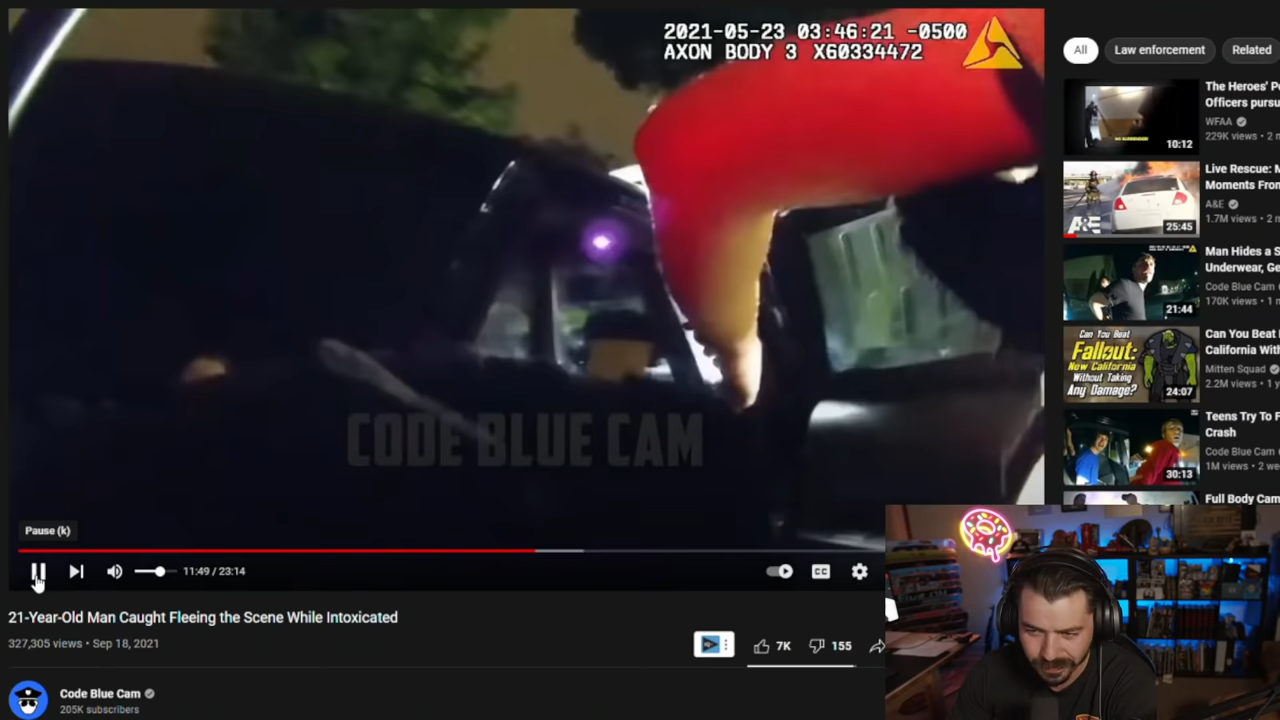 2021-05-23 03:46:21 -0500
AXON BODY 3 X60334472
CODE BLUE CAM
Pause (k)
11:49 / 23:14
CC
21-Year-Old Man Caught Fleeing the Scene While Intoxicated
327,305 views • Sep 18, 2021
7K
155
Code Blue Cam
205K subscribers
All
Law enforcement
Related
The Heroes' P
Officers pursu
WFAA
229K views • 2 m
10:12
Live Rescue: M
Moments From
A&E
1.7M views • 2 m
A&E
25:45
Man Hides a S
Underwear, Ge
Code Blue Cam
170K views • 1 m
21:44
Can You Beat
California With
Mitten Squad
2.2M views • 1 y
Can You Beat
Fallout:
New California
Without Taking
Any Damage?
24:07
Teens Try To F
Crash
Code Blue Cam
1M views • 2 we
30:13
Full Body Cam